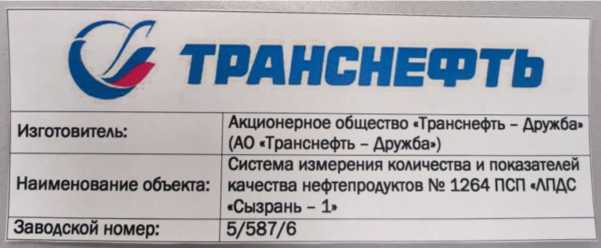 ТРАНСНЕФТЬ
Изготовитель: Акционерное общество «Транснефть – Дружба»
(АО «Транснефть – Дружба»)
Наименование объекта: Система измерения количества и показателей
качества нефтепродуктов № 1264 ПСП «ЛПДС
«Сызрань – 1»
Заводской номер: 5/587/6